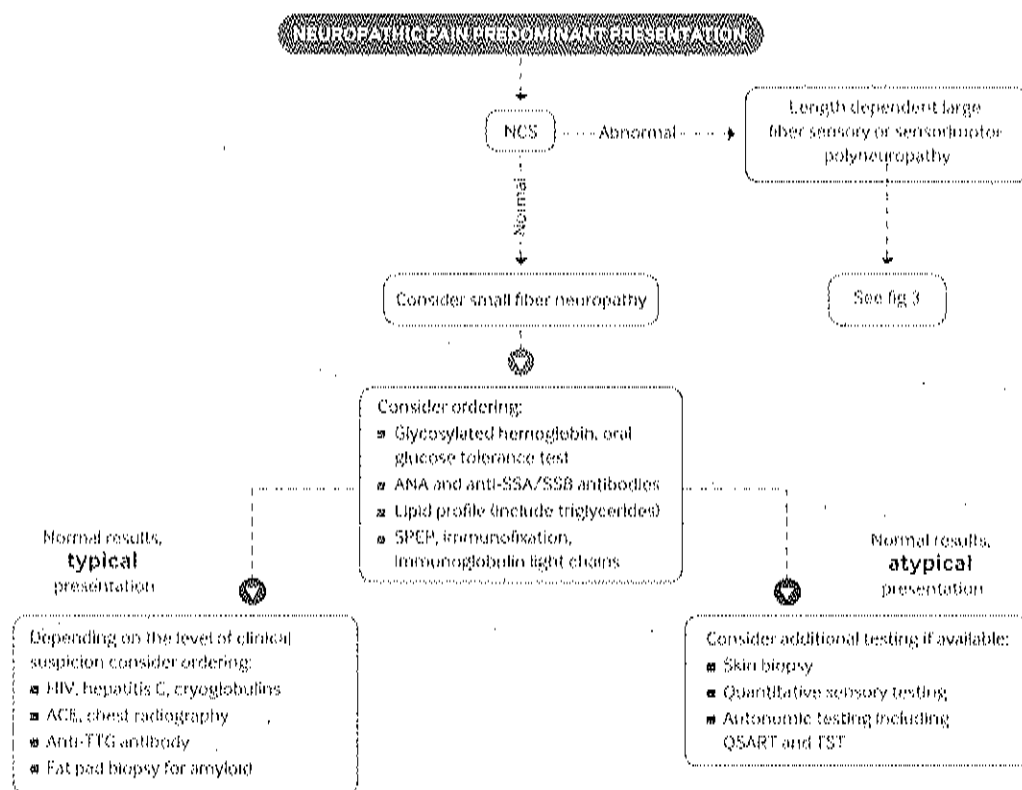 NEUROPATHIC PAIN PREDOMINANT PRESENTATION
NCS
Abnormal
Length dependent large
fiber sensory or sensorimotor
polyneuropathy
Normal
Consider small fiber neuropathy
See fig 3
Consider ordering:
Glycosylated hemoglobin, oral
glucose tolerance test
ANA and anti-SSA/SSB antibodies
Lipid profile (include triglycerides)
SPEP, immunofixation,
immunoglobulin light chains
Normal results,
typical
presentation
Normal results,
atypical
presentation
Depending on the level of clinical
suspicion consider ordering:
HIV, hepatitis C, cryoglobulins
ACE, chest radiography
Anti-TTG antibody
Fat pad biopsy for amyloid
Consider additional testing if available:
Skin biopsy
Quantitative sensory testing
Autonomic testing including
QSART and TST